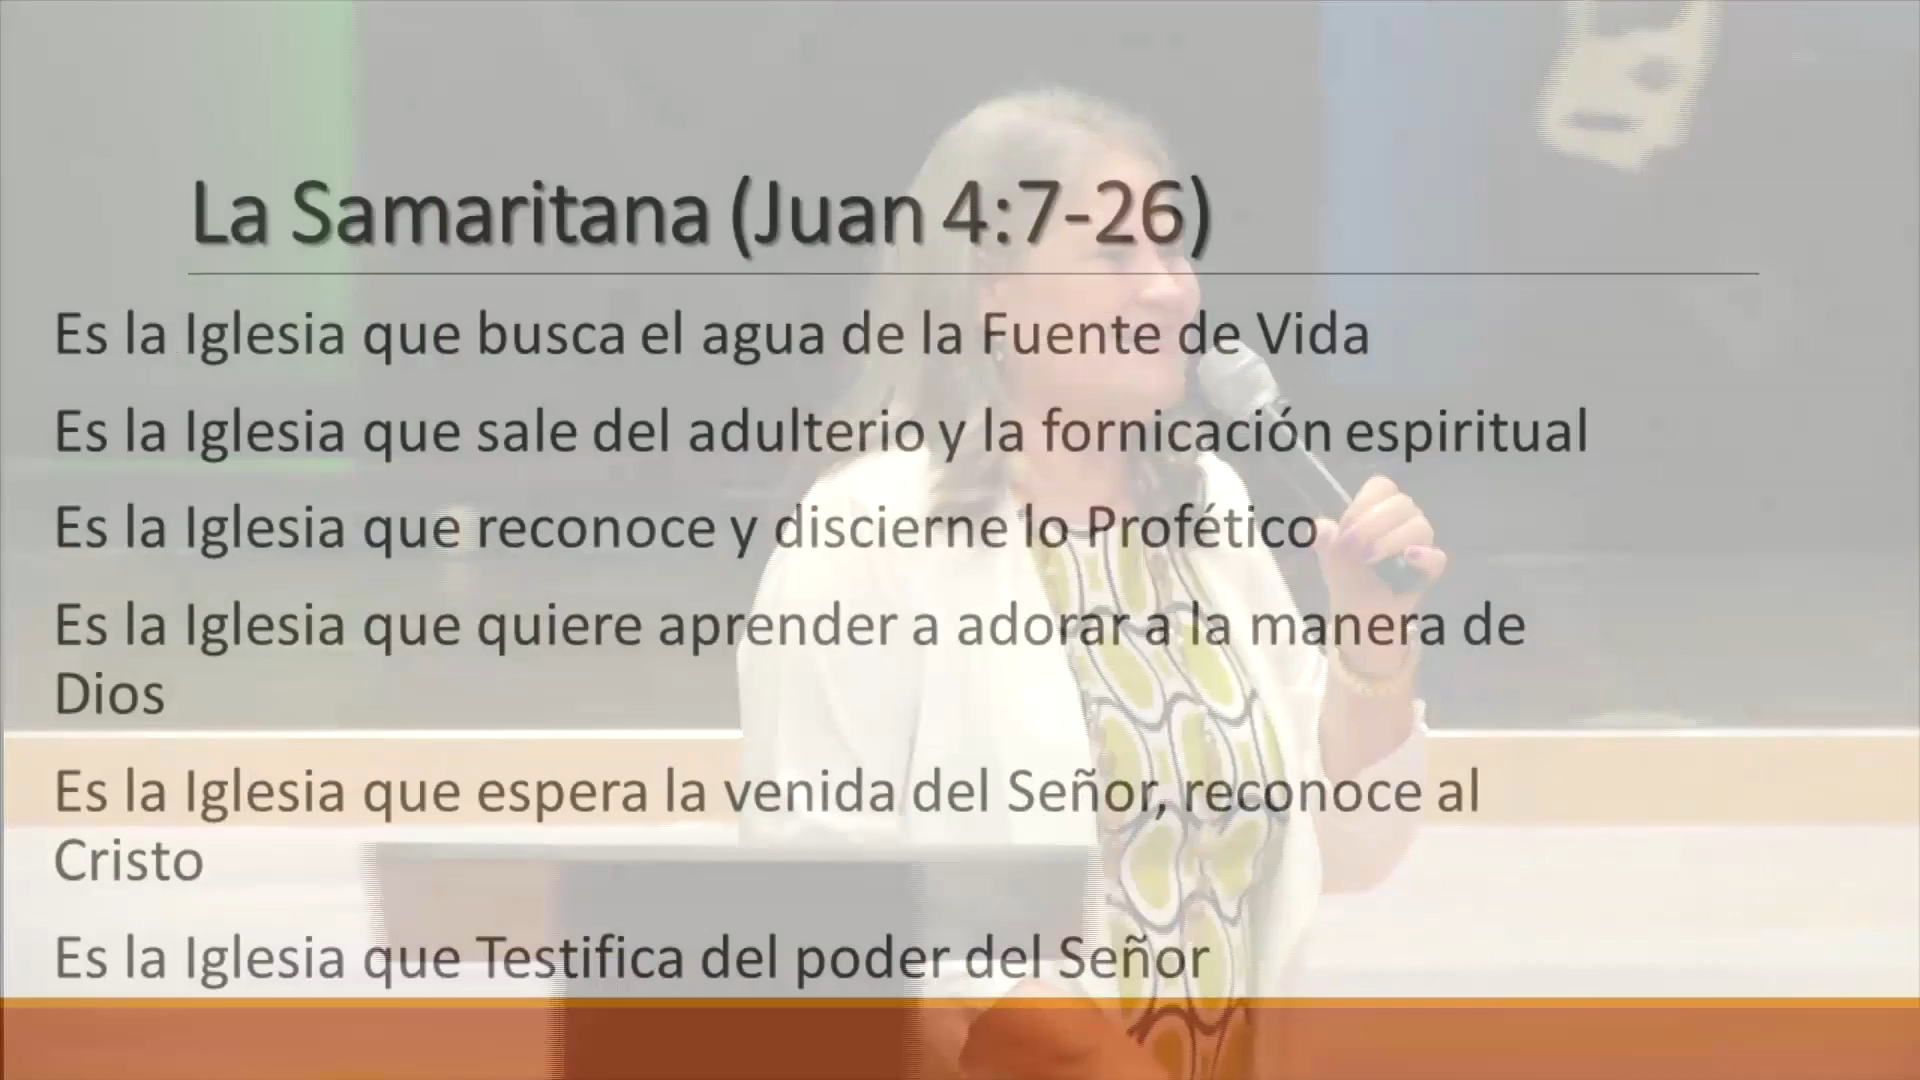 La Samaritana (Juan 4:7-26)
Es la Iglesia que busca el agua de la Fuente de Vida
Es la Iglesia que sale del adulterio y la fornicación espiritual
Es la Iglesia que reconoce y discierne lo Profético
Es la Iglesia que quiere aprender a adorar a la manera de
Dios
Es la Iglesia que espera la venida del Señor, reconoce al
Cristo
Es la Iglesia que Testifica del poder del Señor